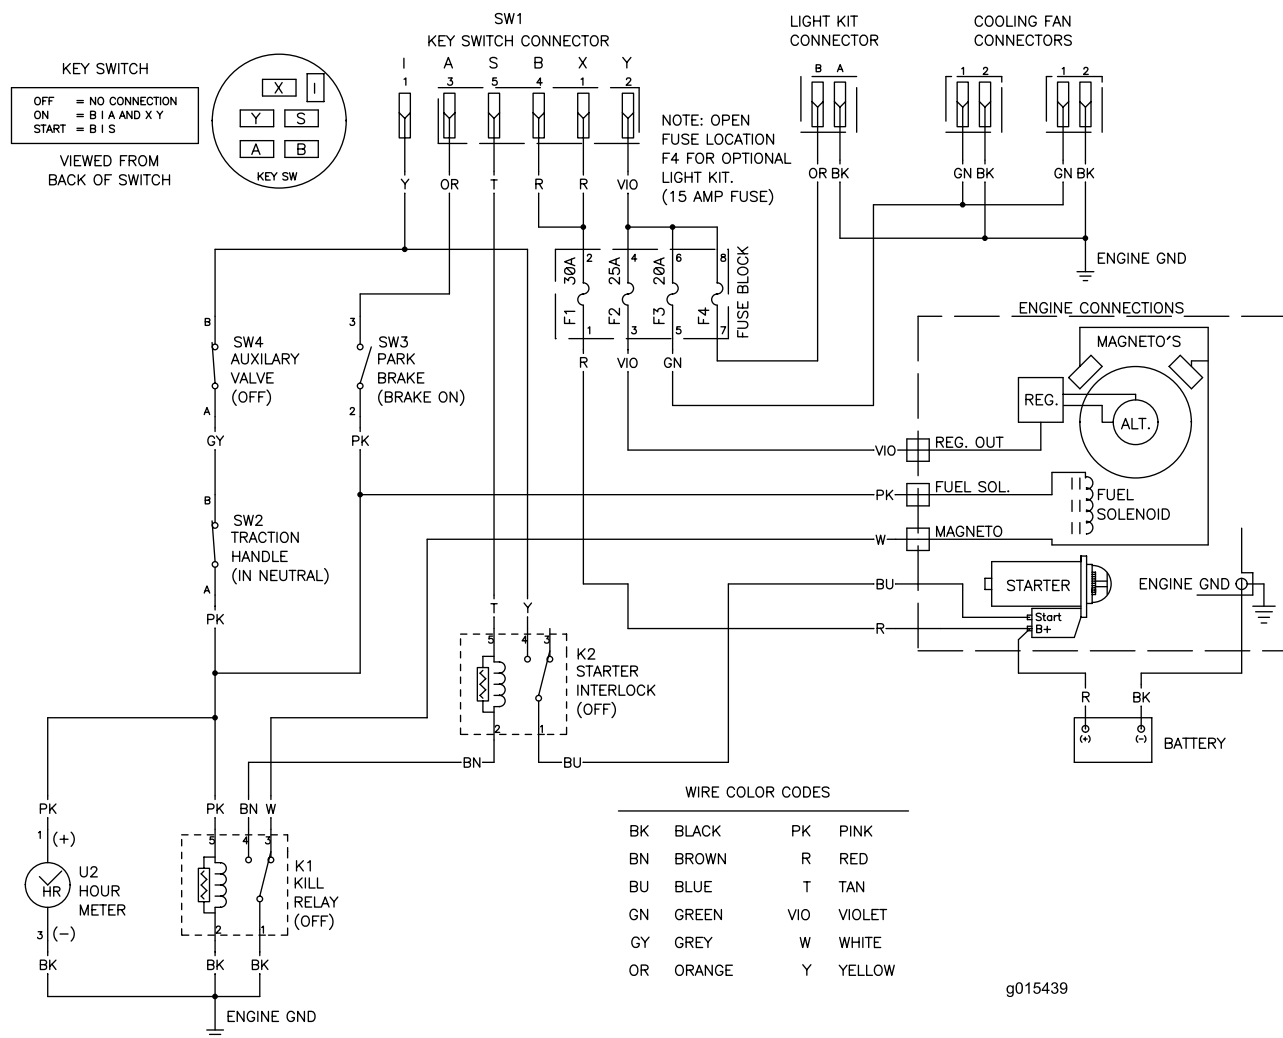 SW1
KEY SWITCH CONNECTOR
I A S B X Y
1 3 5 4 1 2
Y OR T R R VIO
KEY SWITCH
OFF = NO CONNECTION
ON = B I A AND X Y
START = B I S
VIEWED FROM
BACK OF SWITCH
X I
Y S
A B
KEY SW
NOTE: OPEN
FUSE LOCATION
F4 FOR OPTIONAL
LIGHT KIT.
(15 AMP FUSE)
LIGHT KIT
CONNECTOR
B A
OR BK
COOLING FAN
CONNECTORS
1 2
1 2
GN BK
GN BK
ENGINE GND
2 4 6 8
30A 25A 20A
F1 F2 F3 F4
1 3 5 7
FUSE BLOCK
R VIO GN
B
SW4
AUXILARY
VALVE
(OFF)
A
GY
3
SW3
PARK
BRAKE
(BRAKE ON)
2
PK
B
SW2
TRACTION
HANDLE
(IN NEUTRAL)
A
PK
ENGINE CONNECTIONS
MAGNETO'S
REG.
ALT.
VIO
REG. OUT
PK
FUEL SOL.
FUEL
SOLENOID
W
MAGNETO
BU
STARTER
ENGINE GND
Start
B+
R
R BK
(+) (-)
BATTERY
T Y
5 4 3
K2
STARTER
INTERLOCK
(OFF)
2 1
BN
BU
PK
1 (+)
HR
U2
HOUR
METER
3 (-)
BK
PK BN W
5 4 3
K1
KILL
RELAY
(OFF)
2 1
BK BK
ENGINE GND
WIRE COLOR CODES
BK BLACK PK PINK
BN BROWN R RED
BU BLUE T TAN
GN GREEN VIO VIOLET
GY GREY W WHITE
OR ORANGE Y YELLOW
g015439